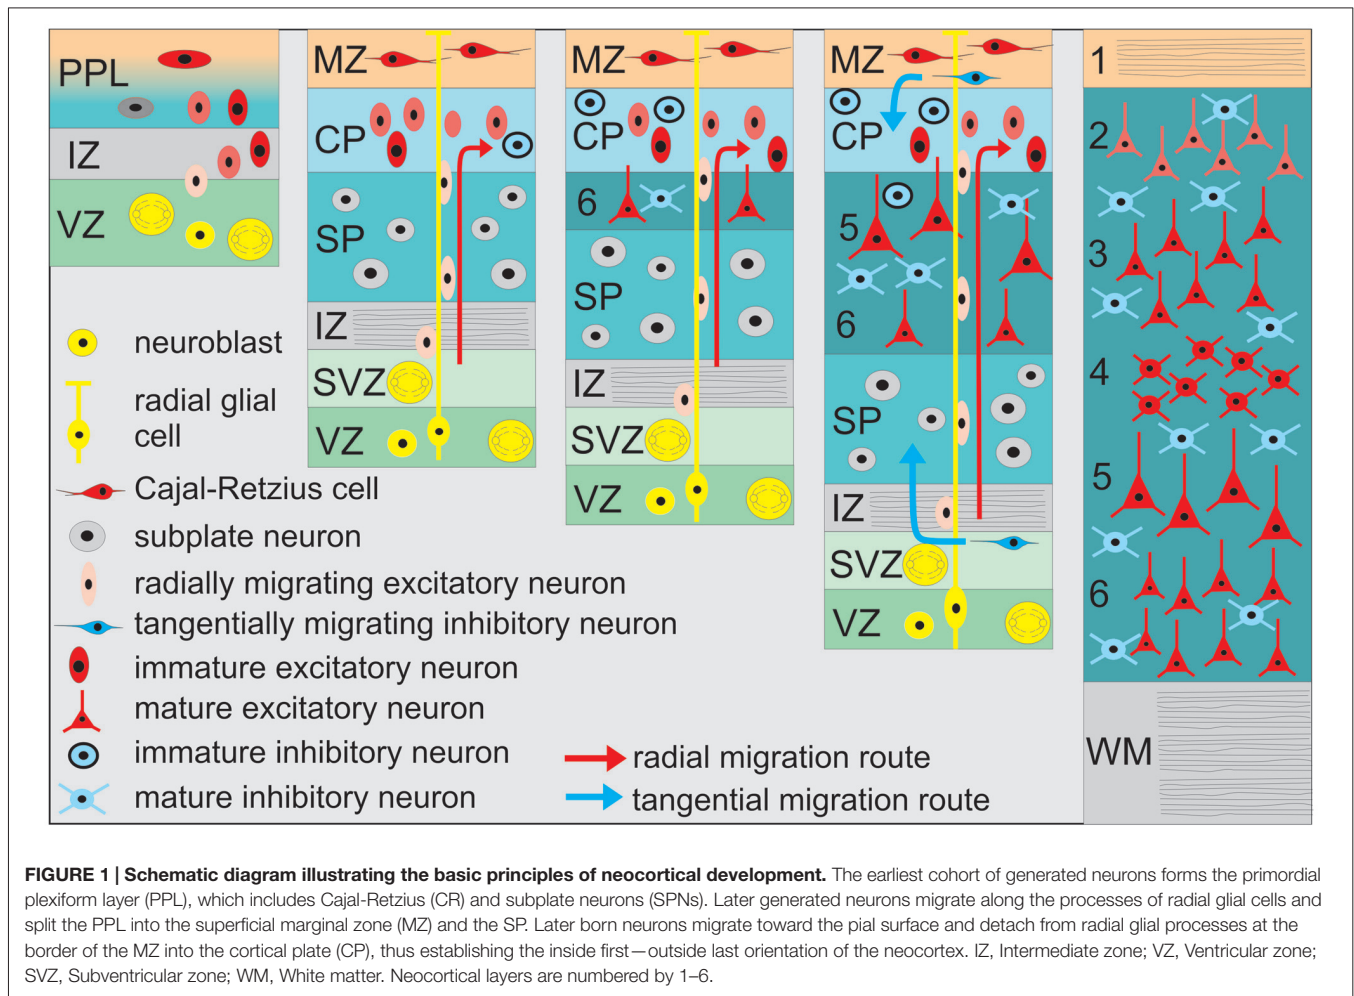 PPL
IZ
VZ
MZ
CP
SP
IZ
SVZ
VZ
MZ
CP
6
SP
IZ
SVZ
VZ
MZ
CP
5
6
SP
IZ
SVZ
VZ
1
2
3
4
5
6
WM
neuroblast
radial glial
cell
Cajal-Retzius cell
subplate neuron
radially migrating excitatory neuron
tangentially migrating inhibitory neuron
immature excitatory neuron
mature excitatory neuron
immature inhibitory neuron
mature inhibitory neuron
radial migration route
tangential migration route
FIGURE 1 | Schematic diagram illustrating the basic principles of neocortical development. The earliest cohort of generated neurons forms the primordial
plexiform layer (PPL), which includes Cajal-Retzius (CR) and subplate neurons (SPNs). Later generated neurons migrate along the processes of radial glial cells and
split the PPL into the superficial marginal zone (MZ) and the SP. Later born neurons migrate toward the pial surface and detach from radial glial processes at the
border of the MZ into the cortical plate (CP), thus establishing the inside first—outside last orientation of the neocortex. IZ, Intermediate zone; VZ, Ventricular zone;
SVZ, Subventricular zone; WM, White matter. Neocortical layers are numbered by 1–6.